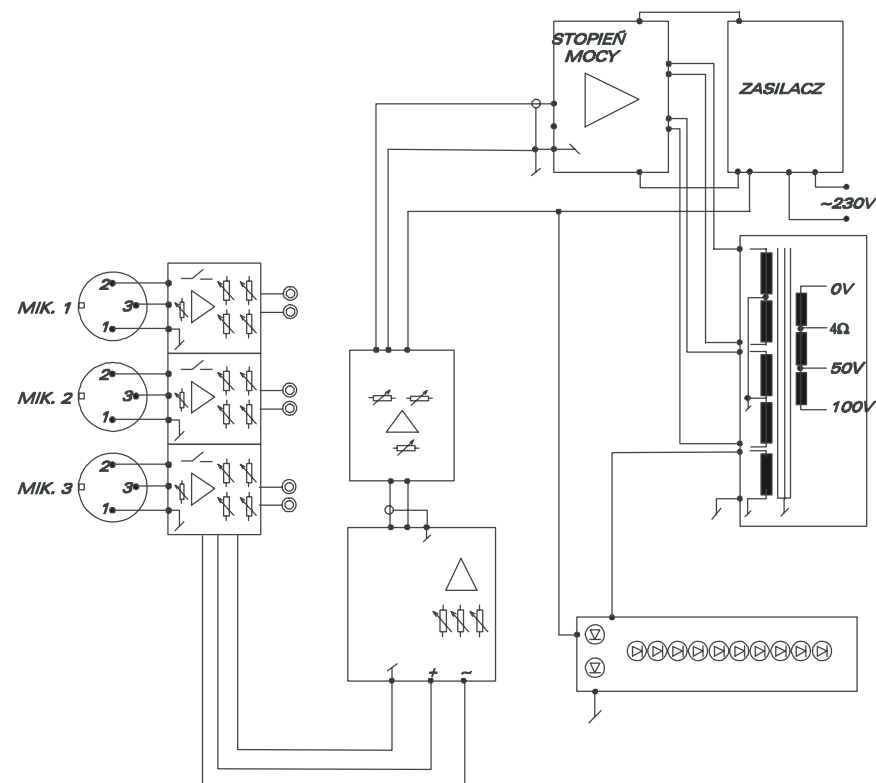 STOPIEŃ
MOCY
ZASILACZ
~230V
MIK. 1
2
3
1
MIK. 2
2
3
1
MIK. 3
2
3
1
0V
4Ω
50V
100V
+
~